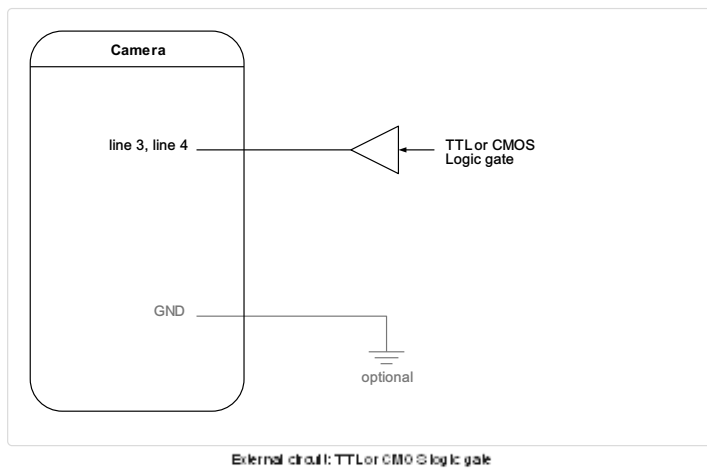 Camera
line 3, line 4
TTL or CMOS
Logic gate
GND
optional
External circuit: TTL or CMOS logic gate